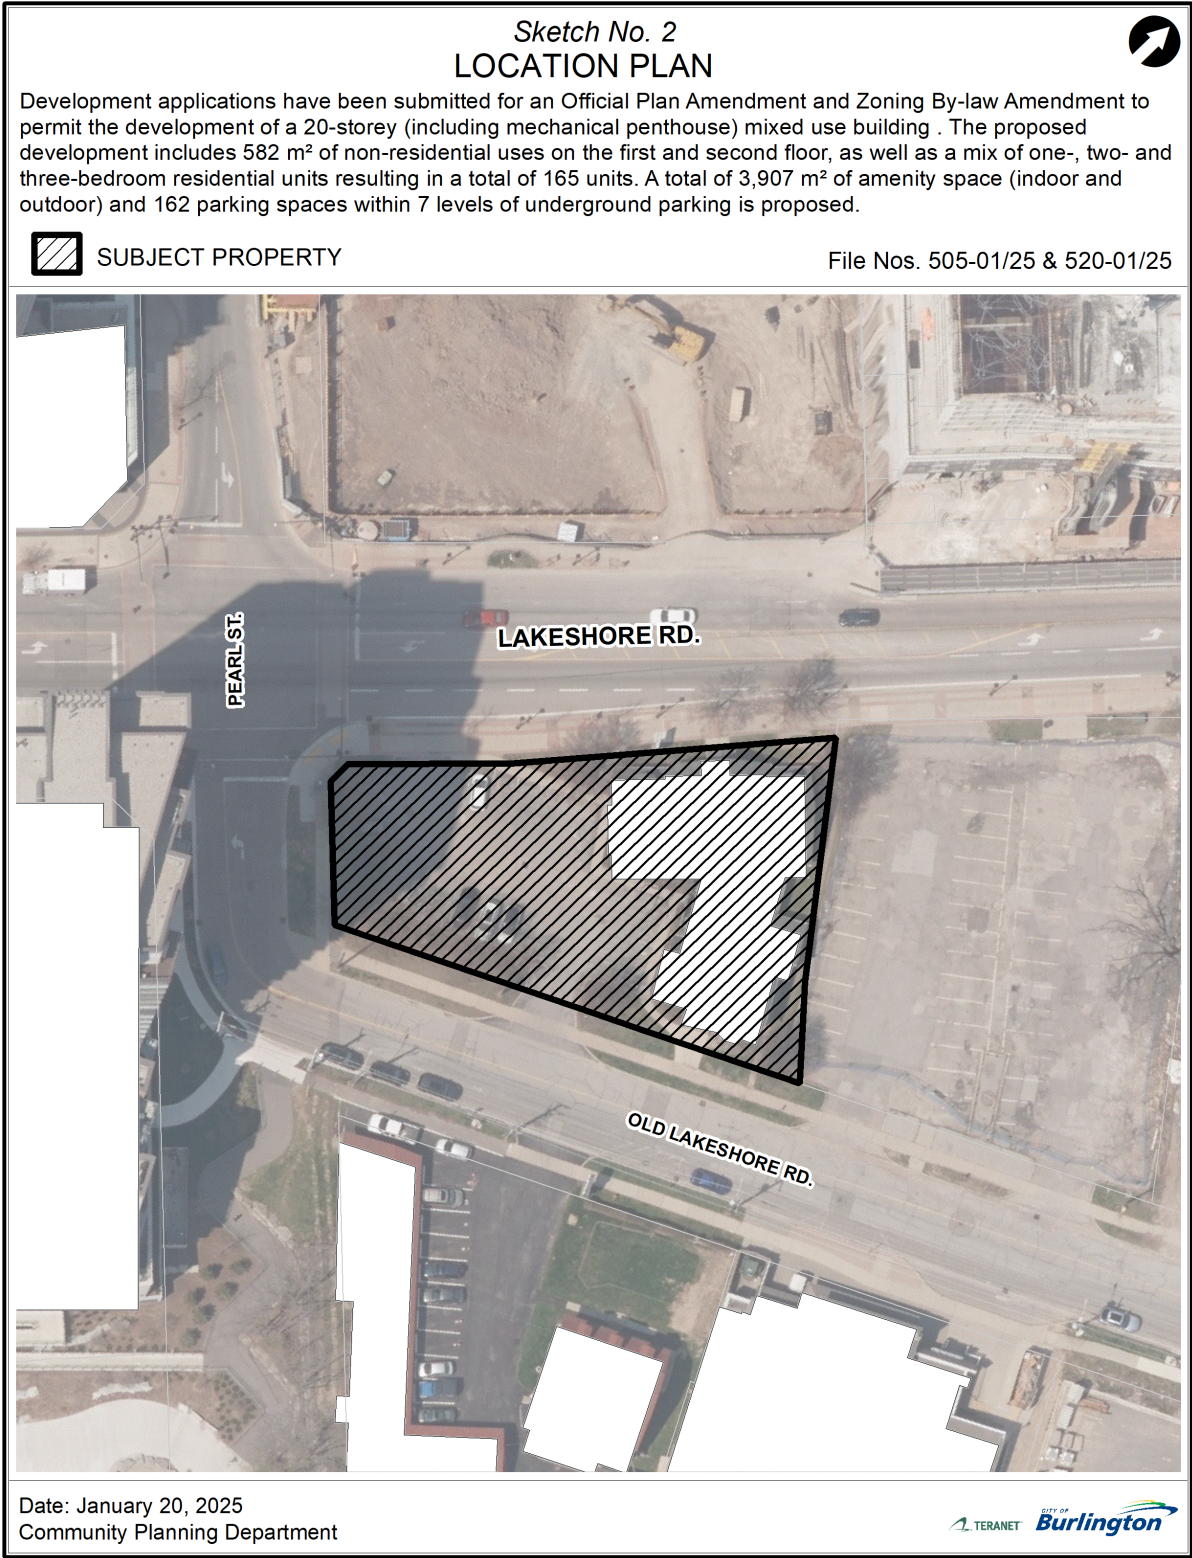 Sketch No. 2
LOCATION PLAN
Development applications have been submitted for an Official Plan Amendment and Zoning By-law Amendment to
permit the development of a 20-storey (including mechanical penthouse) mixed use building . The proposed
development includes 582 m² of non-residential uses on the first and second floor, as well as a mix of one-, two- and
three-bedroom residential units resulting in a total of 165 units. A total of 3,907 m² of amenity space (indoor and
outdoor) and 162 parking spaces within 7 levels of underground parking is proposed.
SUBJECT PROPERTY
File Nos. 505-01/25 & 520-01/25
PEARL ST.
LAKESHORE RD.
OLD LAKESHORE RD.
Date: January 20, 2025
Community Planning Department
TERANET
CITY OF
Burlington